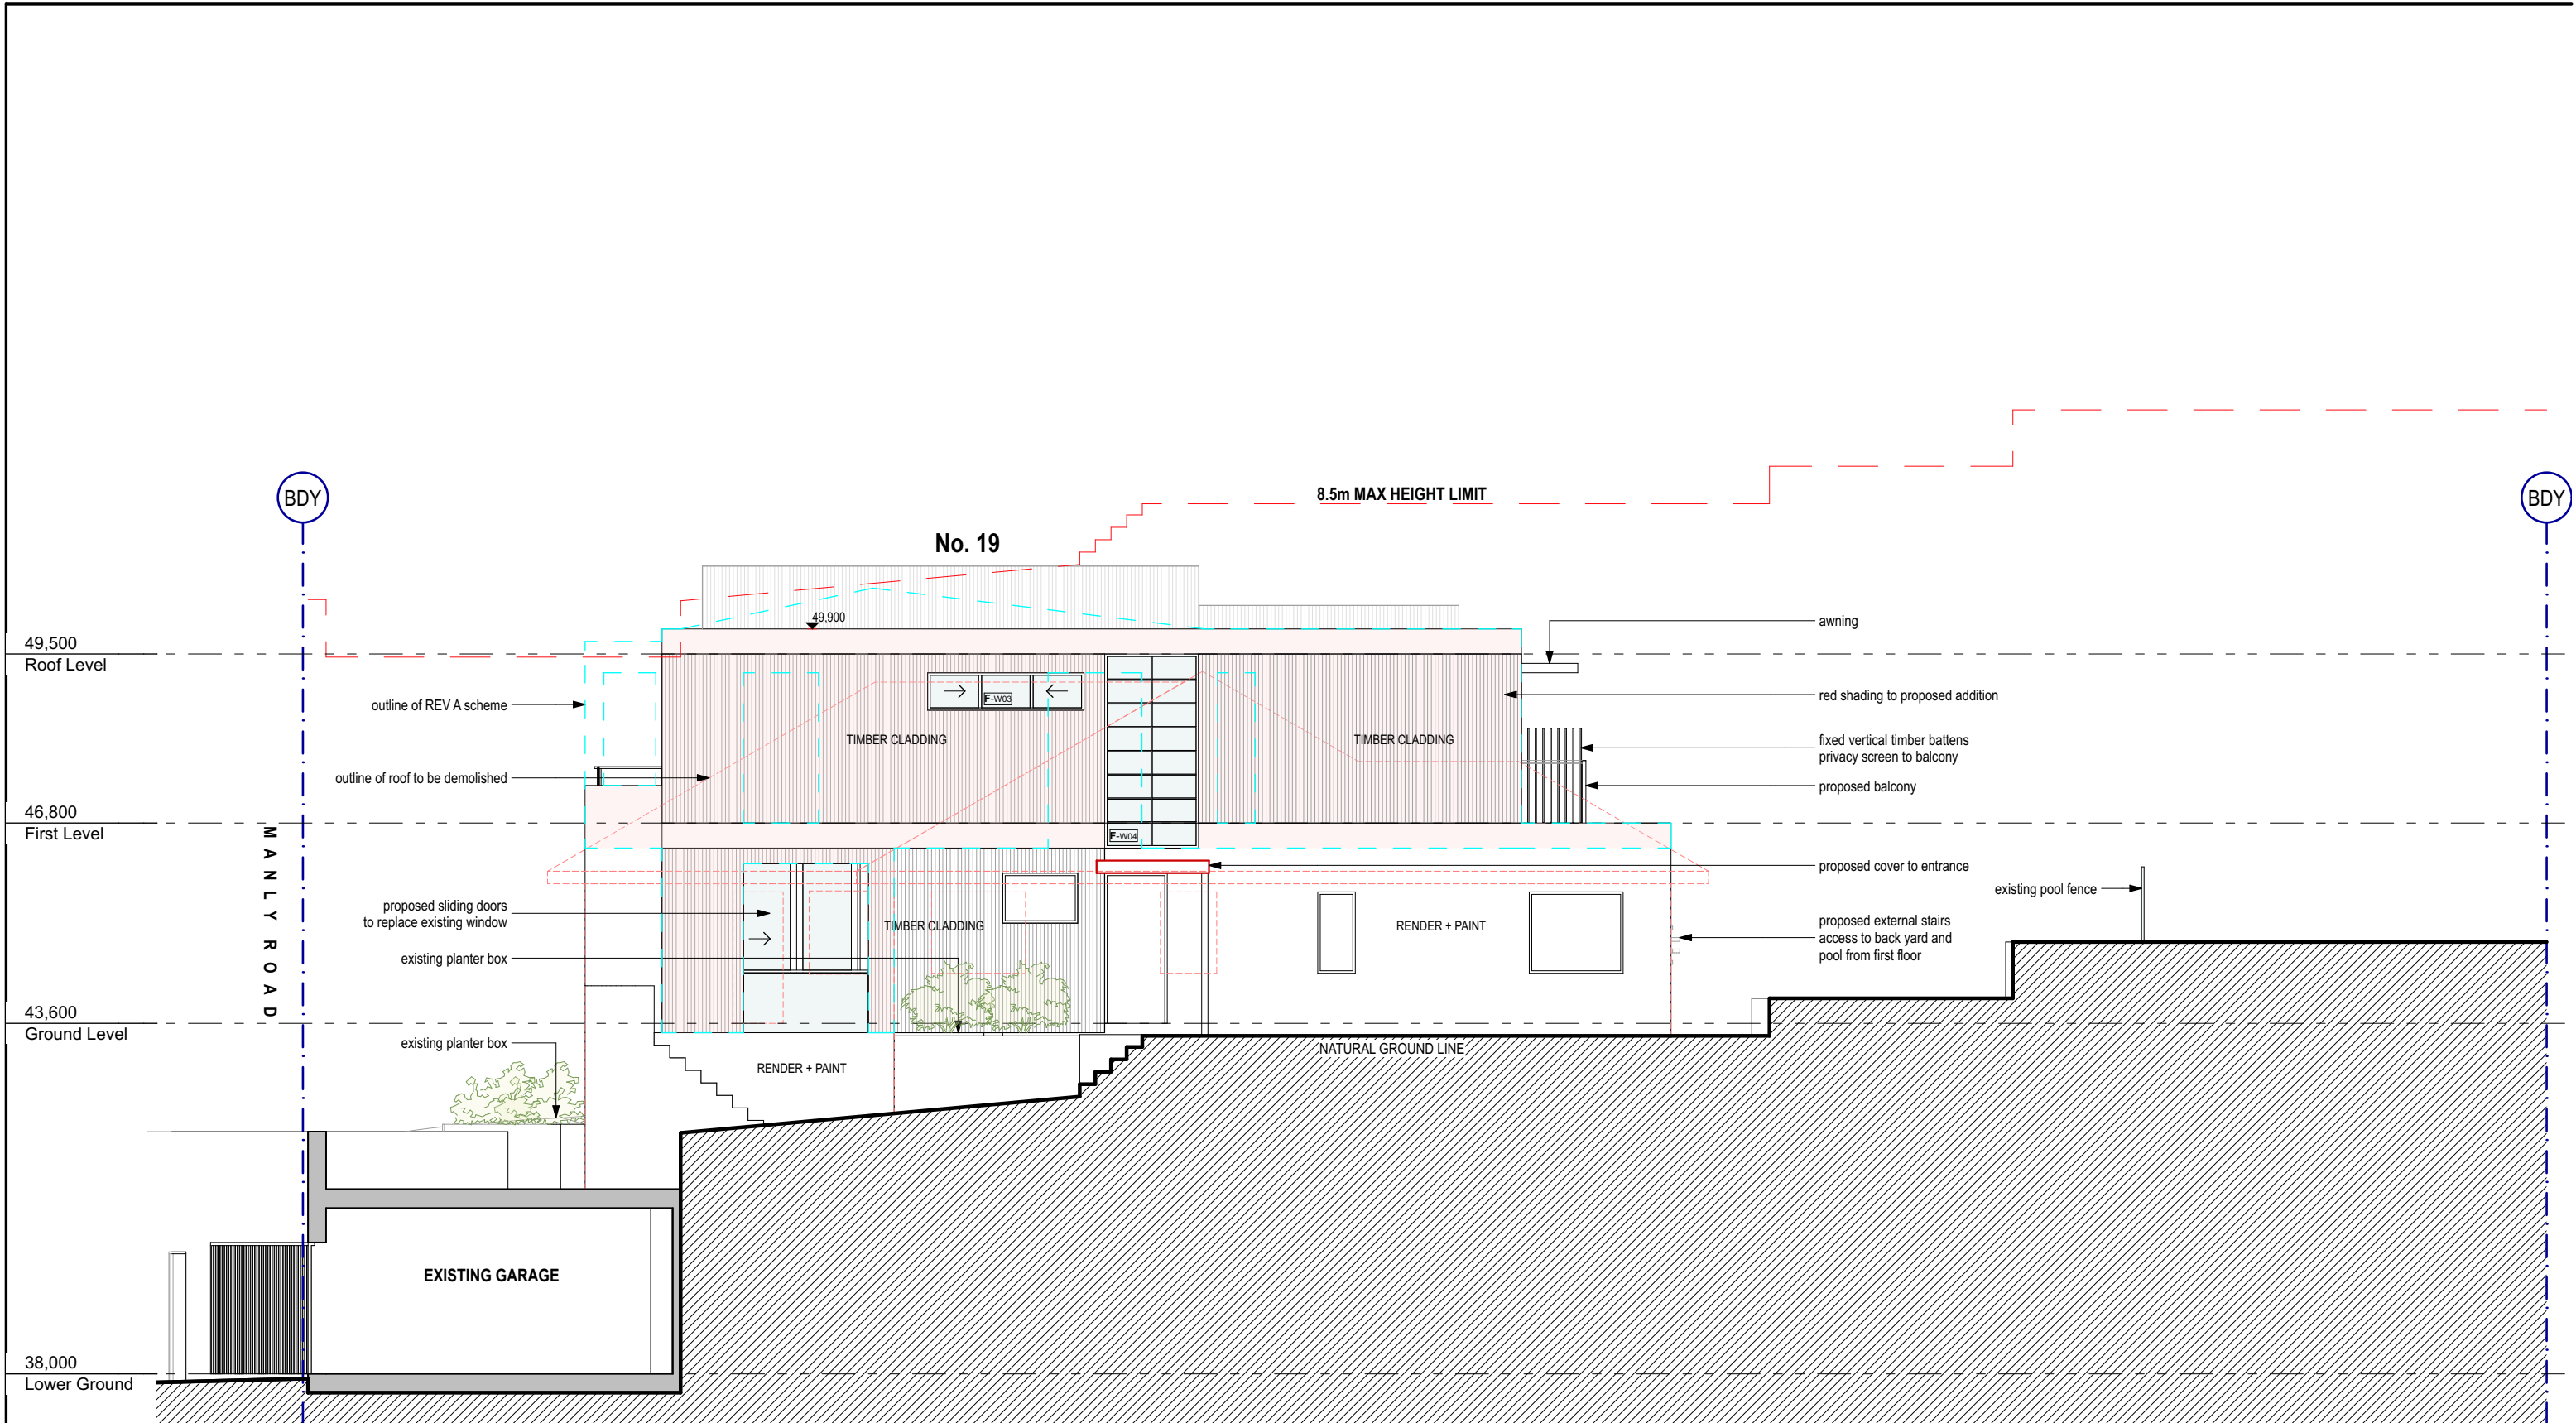 8.5m MAX HEIGHT LIMIT
BDY
BDY
No. 19
49,900
awning
49,500
Roof Level
red shading to proposed addition
outline of REV A scheme
F-W03
TIMBER CLADDING
TIMBER CLADDING
fixed vertical timber battens
privacy screen to balcony
outline of roof to be demolished
proposed balcony
46,800
First Level
F-W04
MANLY ROAD
proposed cover to entrance
existing pool fence
proposed sliding doors
to replace existing window
TIMBER CLADDING
RENDER + PAINT
proposed external stairs
access to back yard and
pool from first floor
existing planter box
43,600
Ground Level
existing planter box
NATURAL GROUND LINE
RENDER + PAINT
EXISTING GARAGE
38,000
Lower Ground